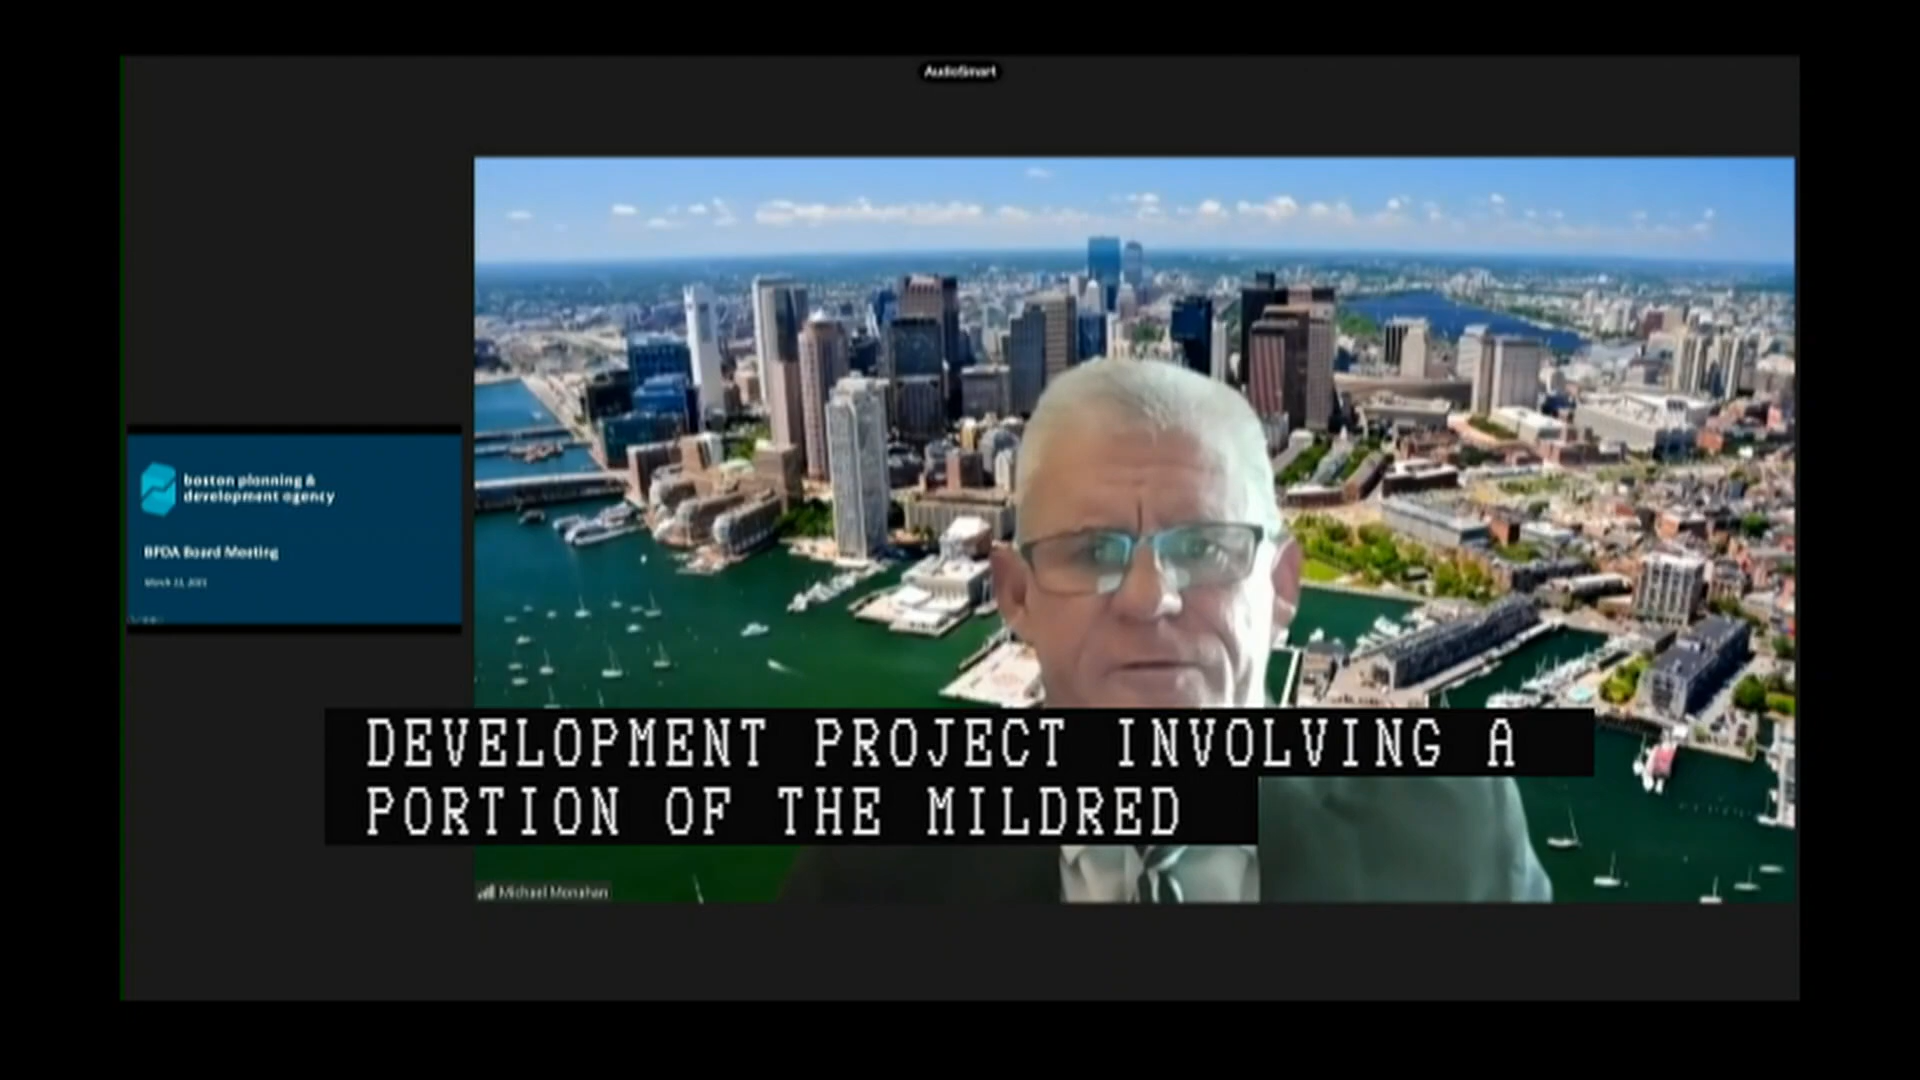 AudioSmart
boston planning &
development agency
BPDA Board Meeting
DEVELOPMENT PROJECT INVOLVING A
PORTION OF THE MILDRED
Michael Monahan